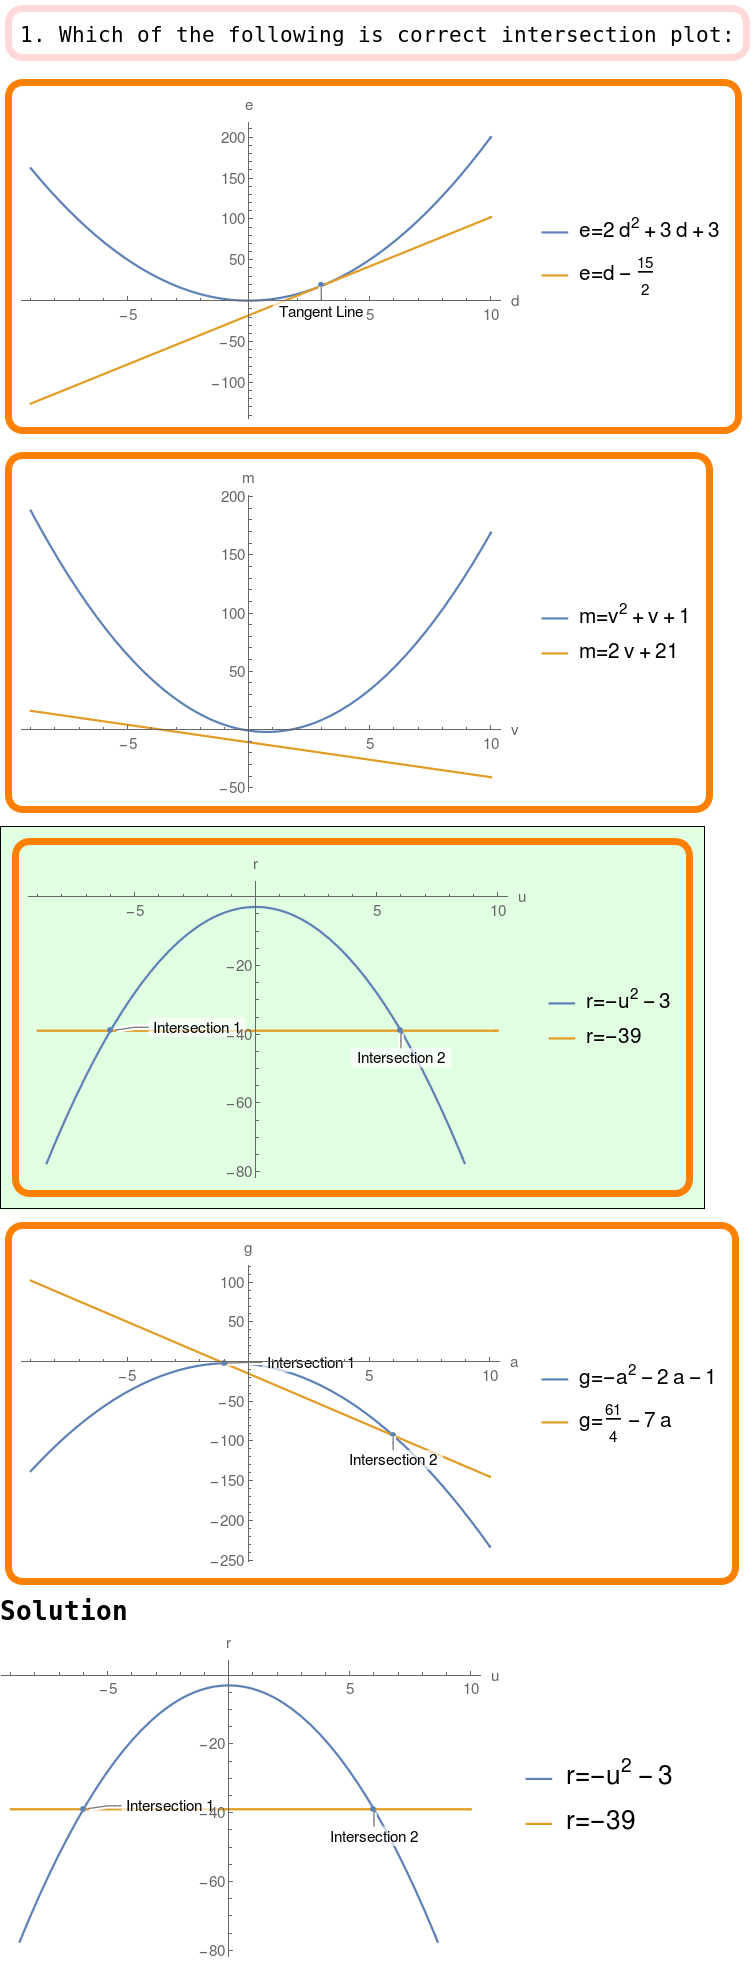 1. Which of the following is correct intersection plot:
e
200
150
100
50
−5
Tangent Line
5
10
d
−50
−100
e=2 d² + 3 d + 3
e=d − 15/2
m
200
150
100
50
−5
5
10
v
−50
m=v² + v + 1
m=2 v + 21
r
−5
5
10
u
−20
Intersection 1
−40
Intersection 2
−60
−80
r=−u² − 3
r=−39
g
100
50
Intersection 1
−5
5
10
a
−50
−100
Intersection 2
−150
−200
−250
g=−a² − 2 a − 1
g=61/4 − 7 a
Solution
r
−5
5
10
u
−20
Intersection 1
−40
Intersection 2
−60
−80
r=−u² − 3
r=−39